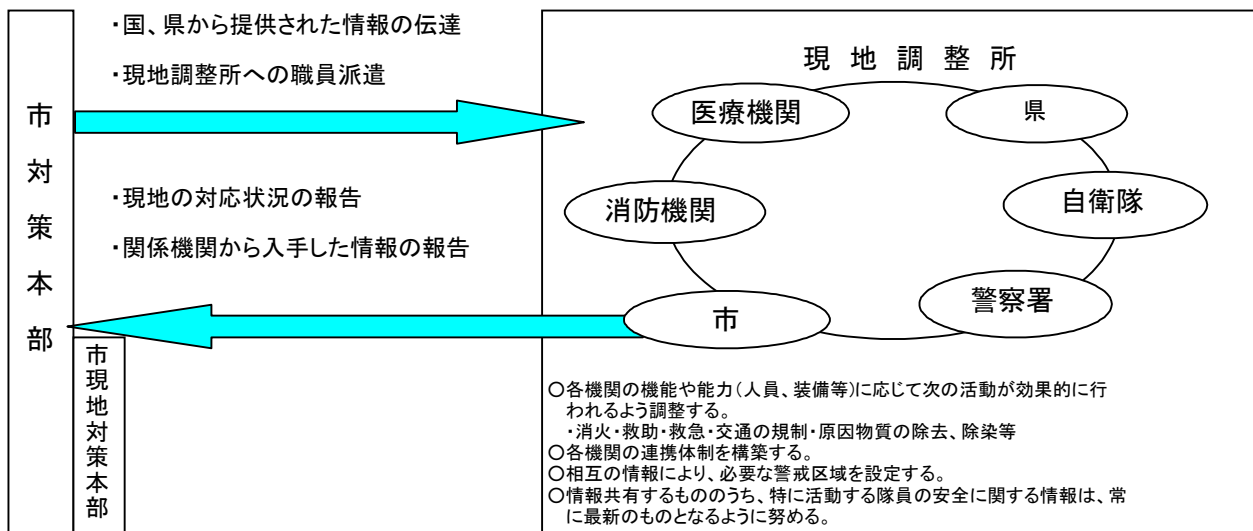 ・国、県から提供された情報の伝達
・現地調整所への職員派遣
市対策本部
・現地の対応状況の報告
・関係機関から入手した情報の報告
市現地対策本部
現地調整所
医療機関
県
消防機関
自衛隊
警察署
市
○各機関の機能や能力(人員、装備等)に応じて次の活動が効果的に行
われるよう調整する。
・消火・救助・救急・交通の規制・原因物質の除去、除染等
○各機関の連携体制を構築する。
○相互の情報により、必要な警戒区域を設定する。
○情報共有するもののうち、特に活動する隊員の安全に関する情報は、常
に最新のものとなるように努める。